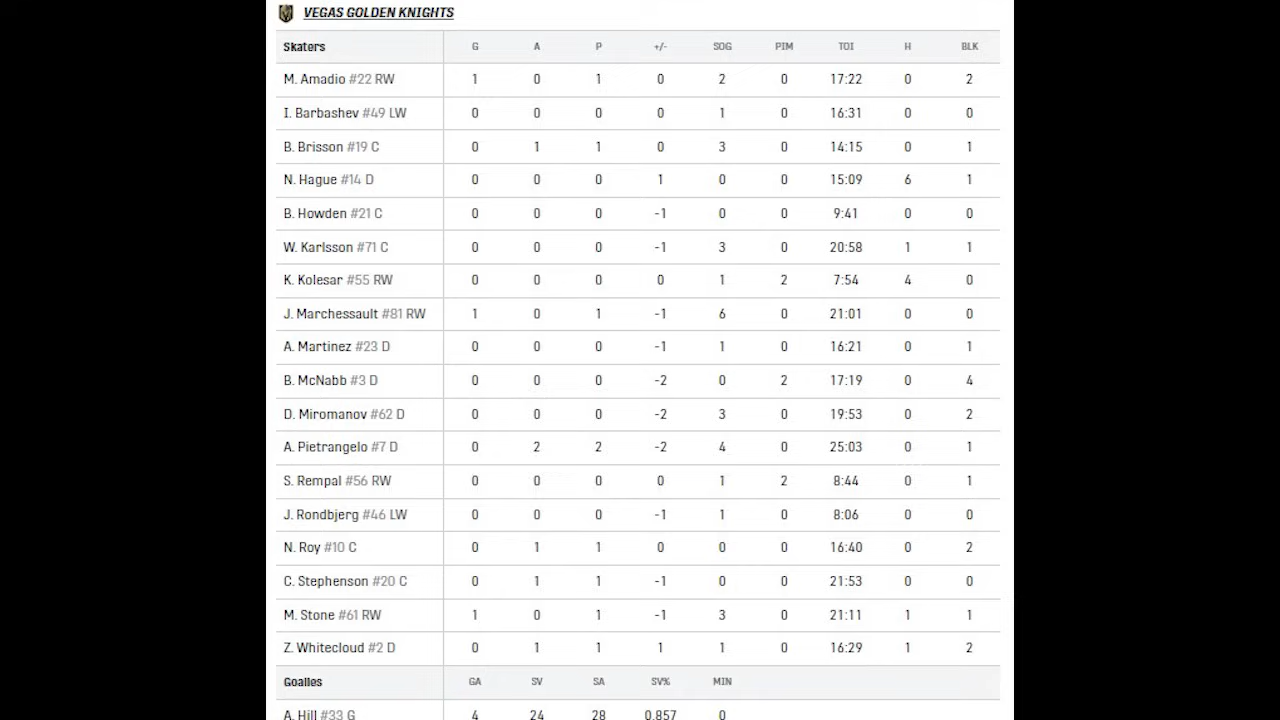 VEGAS GOLDEN KNIGHTS
Skaters G A P +/- SOG PIM TOI H BLK
M. Amadio #22 RW 1 0 1 0 2 0 17:22 0 2
I. Barbashev #49 LW 0 0 0 0 1 0 16:31 0 0
B. Brisson #19 C 0 1 1 0 3 0 14:15 0 1
N. Hague #14 D 0 0 0 1 0 0 15:09 6 1
B. Howden #21 C 0 0 0 -1 0 0 9:41 0 0
W. Karlsson #71 C 0 0 0 -1 3 0 20:58 1 1
K. Kolesar #55 RW 0 0 0 0 1 2 7:54 4 0
J. Marchessault #81 RW 1 0 1 -1 6 0 21:01 0 0
A. Martinez #23 D 0 0 0 -1 1 0 16:21 0 1
B. McNabb #3 D 0 0 0 -2 0 2 17:19 0 4
D. Miromanov #62 D 0 0 0 -2 3 0 19:53 0 2
A. Pietrangelo #7 D 0 2 2 -2 4 0 25:03 0 1
S. Rempal #56 RW 0 0 0 0 1 2 8:44 0 1
J. Rondbjerg #46 LW 0 0 0 -1 1 0 8:06 0 0
N. Roy #10 C 0 1 1 0 0 0 16:40 0 2
C. Stephenson #20 C 0 1 1 -1 0 0 21:53 0 0
M. Stone #61 RW 1 0 1 -1 3 0 21:11 1 1
Z. Whitecloud #2 D 0 1 1 1 1 0 16:29 1 2
Goalies GA SV SA SV% MIN
A. Hill #33 G 4 24 28 0.857 0